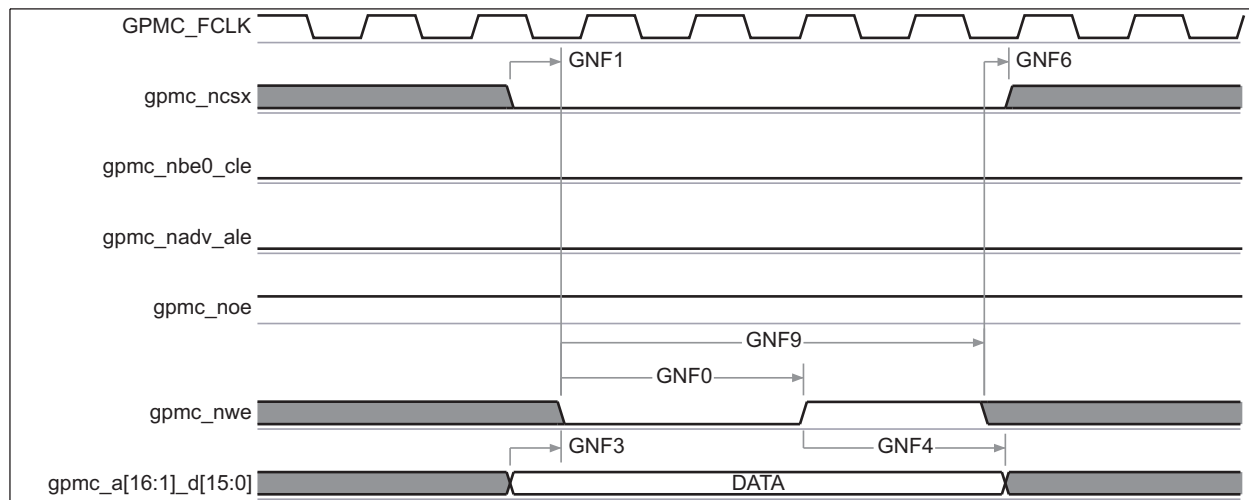 GPMC_FCLK
GNF1
GNF6
gpmc_ncsx
gpmc_nbe0_cle
gpmc_nadv_ale
gpmc_noe
GNF9
GNF0
gpmc_nwe
GNF3
GNF4
gpmc_a[16:1]_d[15:0]
DATA